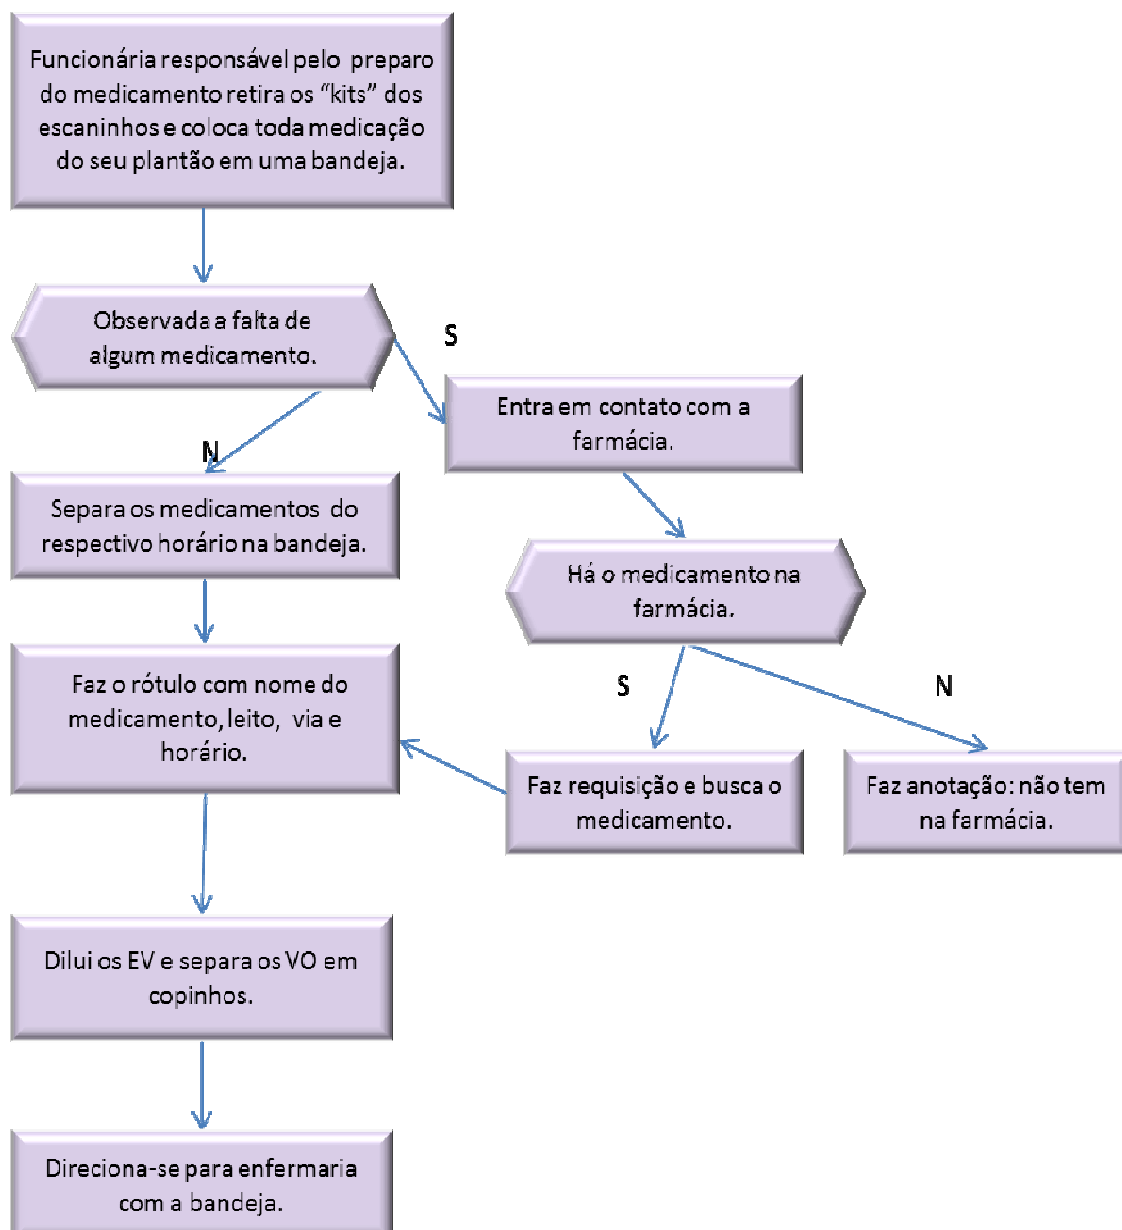 Funcionária responsável pelo preparo
do medicamento retira os “kits” dos
escaninhos e coloca toda medicação
do seu plantão em uma bandeja.
Observada a falta de
algum medicamento.
S
Entra em contato com a
farmácia.
N
Separa os medicamentos do
respectivo horário na bandeja.
Há o medicamento na
farmácia.
Faz o rótulo com nome do
medicamento, leito, via e
horário.
S
N
Faz requisição e busca o
medicamento.
Faz anotação: não tem
na farmácia.
Dilui os EV e separa os VO em
copinhos.
Direciona-se para enfermaria
com a bandeja.